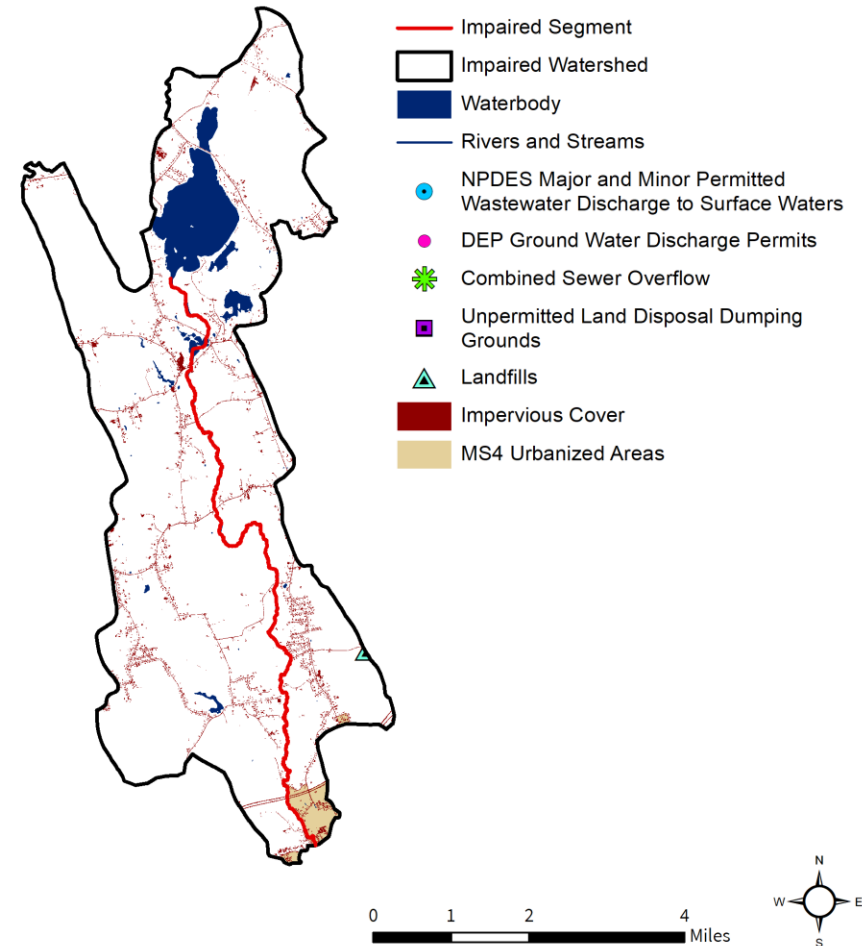 Impaired Segment
Impaired Watershed
Waterbody
Rivers and Streams
NPDES Major and Minor Permitted
Wastewater Discharge to Surface Waters
DEP Ground Water Discharge Permits
Combined Sewer Overflow
Unpermitted Land Disposal Dumping
Grounds
Landfills
Impervious Cover
MS4 Urbanized Areas
N
W E
S
0 1 2 4
Miles